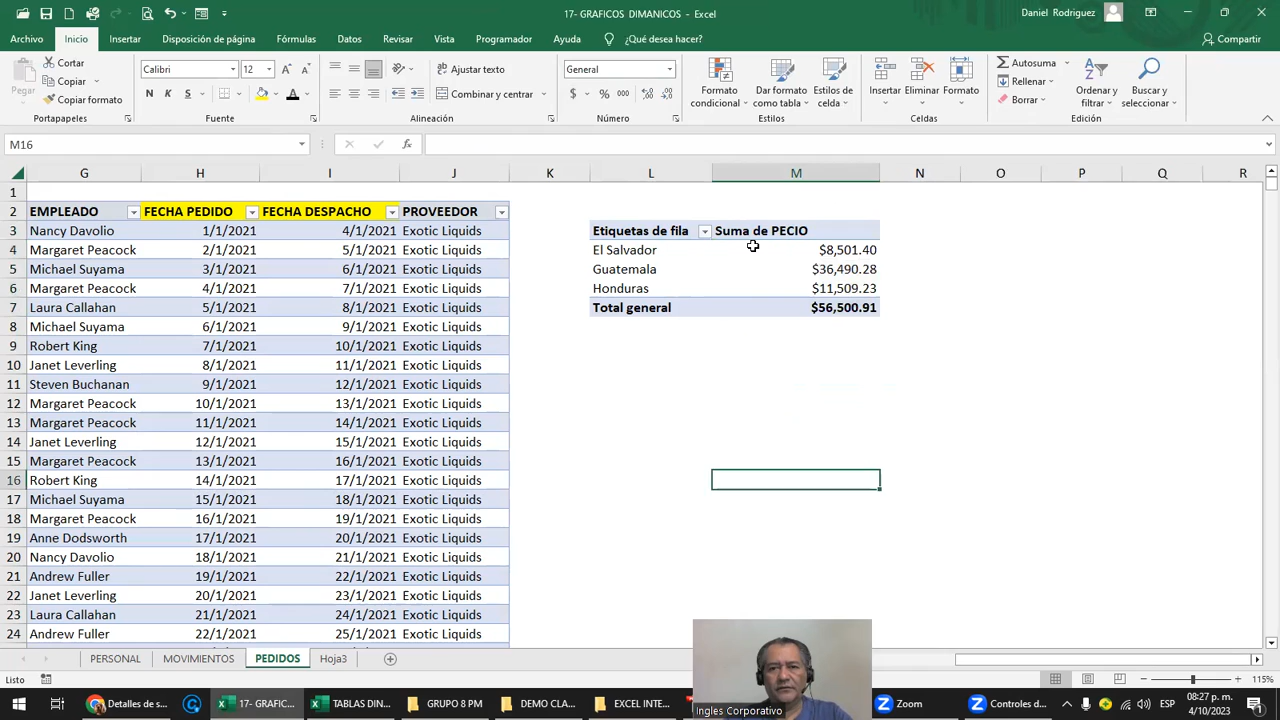 17- GRAFICOS DIMANICOS - Excel
Daniel Rodriguez
Archivo Inicio Insertar Disposición de página Fórmulas Datos Revisar Vista Programador Ayuda ¿Qué desea hacer? Compartir
Pegar
Cortar
Copiar
Copiar formato
Calibri 12
N K S
General
$ % 000
Ajustar texto
Combinar y centrar
Formato condicional
Dar formato como tabla
Estilos de celda
Insertar Eliminar Formato
Autosuma
Rellenar
Borrar
Ordenar y filtrar
Buscar y seleccionar
Portapapeles Fuente Alineación Número Estilos Celdas Edición
M16 fx
G H I J K L M N O P Q R
1
2 EMPLEADO FECHA PEDIDO FECHA DESPACHO PROVEEDOR
3 Nancy Davolio 1/1/2021 4/1/2021 Exotic Liquids Etiquetas de fila Suma de PECIO
4 Margaret Peacock 2/1/2021 5/1/2021 Exotic Liquids El Salvador $8,501.40
5 Michael Suyama 3/1/2021 6/1/2021 Exotic Liquids Guatemala $36,490.28
6 Margaret Peacock 4/1/2021 7/1/2021 Exotic Liquids Honduras $11,509.23
7 Laura Callahan 5/1/2021 8/1/2021 Exotic Liquids Total general $56,500.91
8 Michael Suyama 6/1/2021 9/1/2021 Exotic Liquids
9 Robert King 7/1/2021 10/1/2021 Exotic Liquids
10 Janet Leverling 8/1/2021 11/1/2021 Exotic Liquids
11 Steven Buchanan 9/1/2021 12/1/2021 Exotic Liquids
12 Margaret Peacock 10/1/2021 13/1/2021 Exotic Liquids
13 Margaret Peacock 11/1/2021 14/1/2021 Exotic Liquids
14 Janet Leverling 12/1/2021 15/1/2021 Exotic Liquids
15 Margaret Peacock 13/1/2021 16/1/2021 Exotic Liquids
16 Robert King 14/1/2021 17/1/2021 Exotic Liquids
17 Michael Suyama 15/1/2021 18/1/2021 Exotic Liquids
18 Margaret Peacock 16/1/2021 19/1/2021 Exotic Liquids
19 Anne Dodsworth 17/1/2021 20/1/2021 Exotic Liquids
20 Nancy Davolio 18/1/2021 21/1/2021 Exotic Liquids
21 Andrew Fuller 19/1/2021 22/1/2021 Exotic Liquids
22 Janet Leverling 20/1/2021 23/1/2021 Exotic Liquids
23 Laura Callahan 21/1/2021 24/1/2021 Exotic Liquids
24 Andrew Fuller 22/1/2021 25/1/2021 Exotic Liquids
PERSONAL MOVIMIENTOS PEDIDOS Hoja3
Listo 115%
Ingles Corporativo
Detalles de s... 17- GRAFIC... TABLAS DIN... GRUPO 8 PM DEMO CLA... EXCEL INTE... Zoom Controles d... ESP 08:27 p. m.
4/10/2023